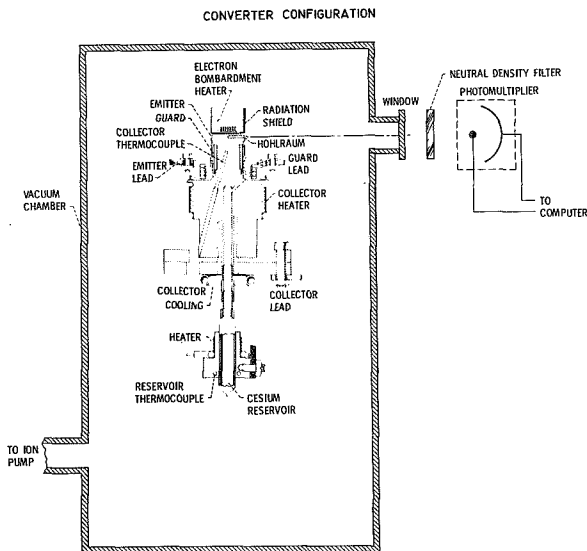 CONVERTER CONFIGURATION
ELECTRON
BOMBARDMENT
HEATER
EMITTER
GUARD
COLLECTOR
THERMOCOUPLE
EMITTER
LEAD
VACUUM
CHAMBER
RADIATION
SHIELD
HOHLRAUM
GUARD
LEAD
COLLECTOR
HEATER
WINDOW
NEUTRAL DENSITY FILTER
PHOTOMULTIPLIER
TO
COMPUTER
COLLECTOR
COOLING
COLLECTOR
LEAD
HEATER
RESERVOIR
THERMOCOUPLE
CESIUM
RESERVOIR
TO ION
PUMP